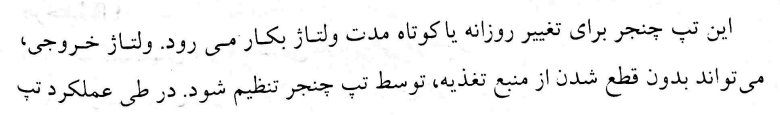 این تپ چنجر برای تغییر روزانه یا کوتاه مدت ولتاژ بکار می رود. ولتاژ خروجی،
می تواند بدون قطع شدن از منبع تغذیه، توسط تپ چنجر تنظیم شود. در طی عملکرد تپ